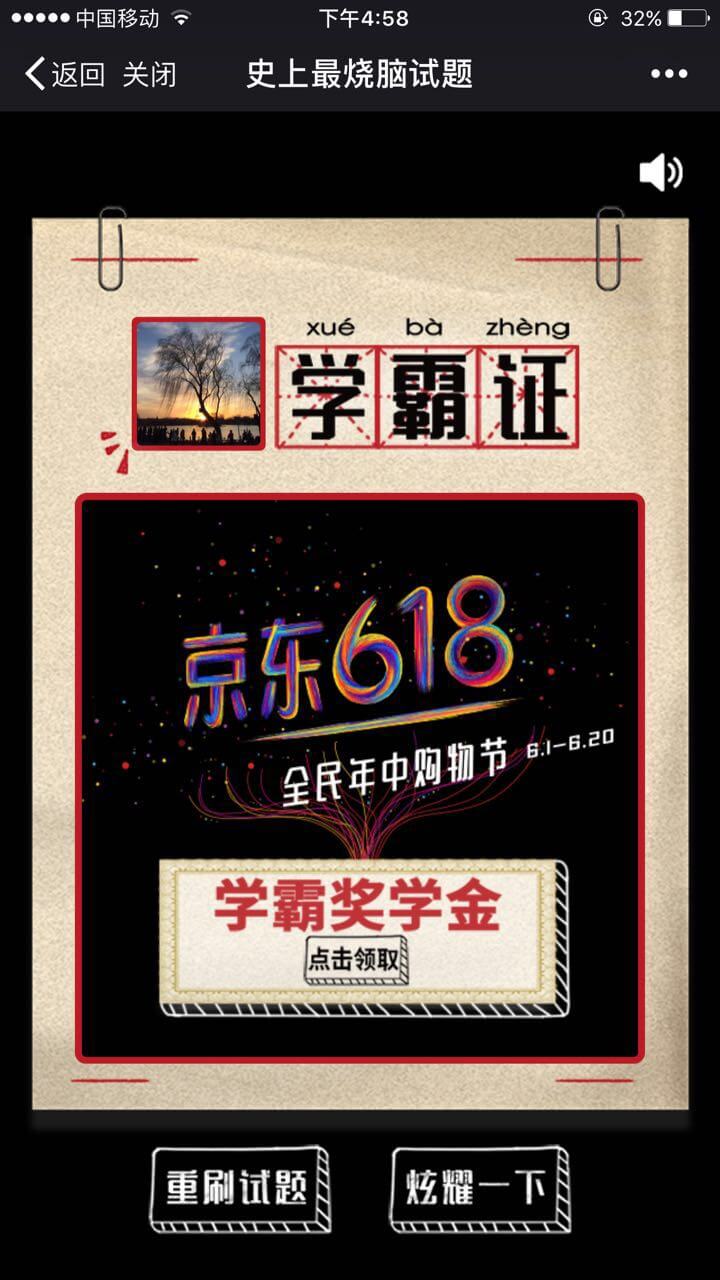 中国移动 下午4:58 32%
返回 关闭 史上最烧脑试题
xué bà zhèng
学霸证
京东618
全民年中购物节 6.1-6.20
学霸奖学金
点击领取
重刷试题 炫耀一下